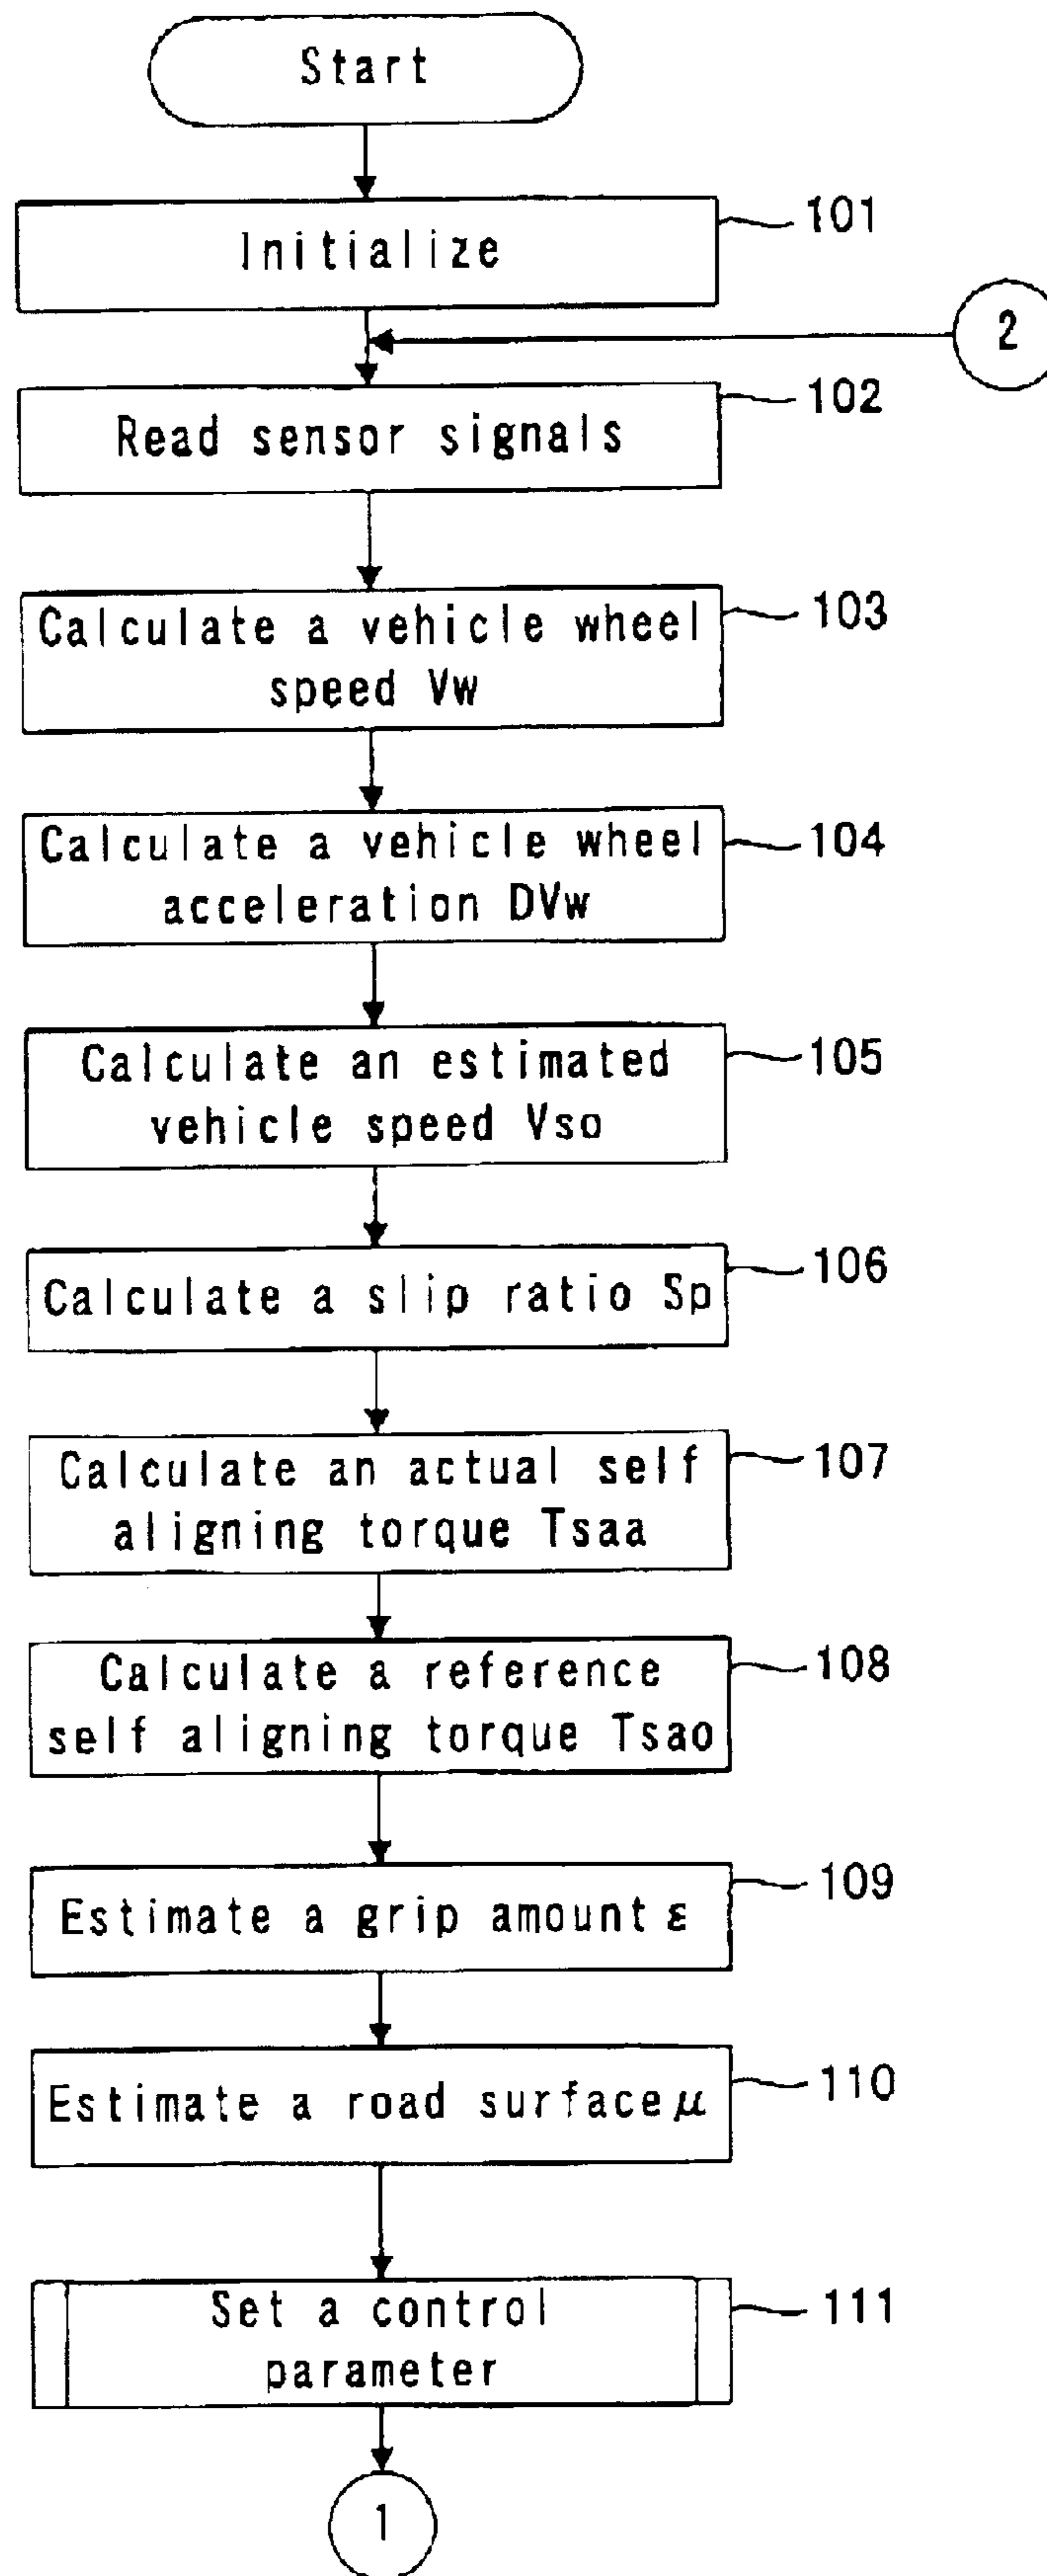 Start
Initialize
101
2
Read sensor signals
102
Calculate a vehicle wheel
speed Vw
103
Calculate a vehicle wheel
acceleration DVw
104
Calculate an estimated
vehicle speed Vso
105
Calculate a slip ratio Sp
106
Calculate an actual self
aligning torque Tsaa
107
Calculate a reference
self aligning torque Tsao
108
Estimate a grip amount ε
109
Estimate a road surface μ
110
Set a control
parameter
111
1